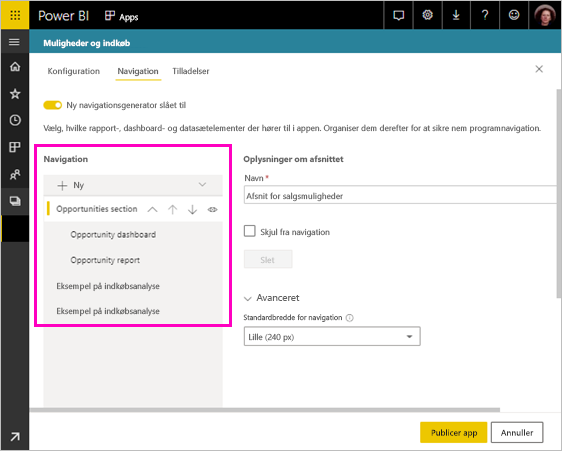 Power BI Apps
Muligheder og indkøb
Konfiguration Navigation Tilladelser
Ny navigationsgenerator slået til
Vælg, hvilke rapport-, dashboard- og datasætelementer der hører til i appen. Organiser dem derefter for at sikre nem programnavigation.
Navigation
Ny
Opportunities section
Opportunity dashboard
Opportunity report
Eksempel på indkøbsanalyse
Eksempel på indkøbsanalyse
Oplysninger om afsnittet
Navn *
Afsnit for salgsmuligheder
Skjul fra navigation
Slet
Avanceret
Standardbredde for navigation
Lille (240 px)
Publicer app Annuller